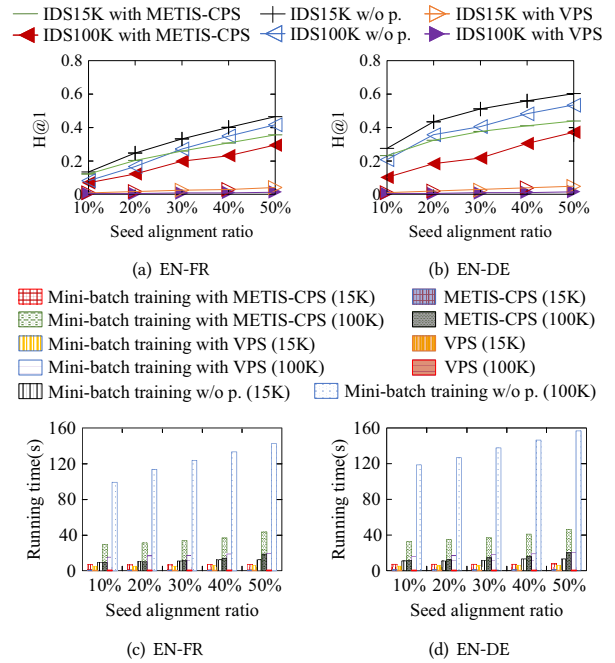 IDS15K with METIS-CPS IDS15K w/o p. IDS15K with VPS
IDS100K with METIS-CPS IDS100K w/o p. IDS100K with VPS
0.8 0.8
0.6 0.6
0.4 0.4
0.2 0.2
0 0
H@1 H@1
10% 20% 30% 40% 50% 10% 20% 30% 40% 50%
Seed alignment ratio Seed alignment ratio
(a) EN-FR (b) EN-DE
Mini-batch training with METIS-CPS (15K) METIS-CPS (15K)
Mini-batch training with METIS-CPS (100K) METIS-CPS (100K)
Mini-batch training with VPS (15K) VPS (15K)
Mini-batch training with VPS (100K) VPS (100K)
Mini-batch training w/o p. (15K) Mini-batch training w/o p. (100K)
160 160
120 120
80 80
40 40
0 0
Running time(s) Running time(s)
10% 20% 30% 40% 50% 10% 20% 30% 40% 50%
Seed alignment ratio Seed alignment ratio
(c) EN-FR (d) EN-DE